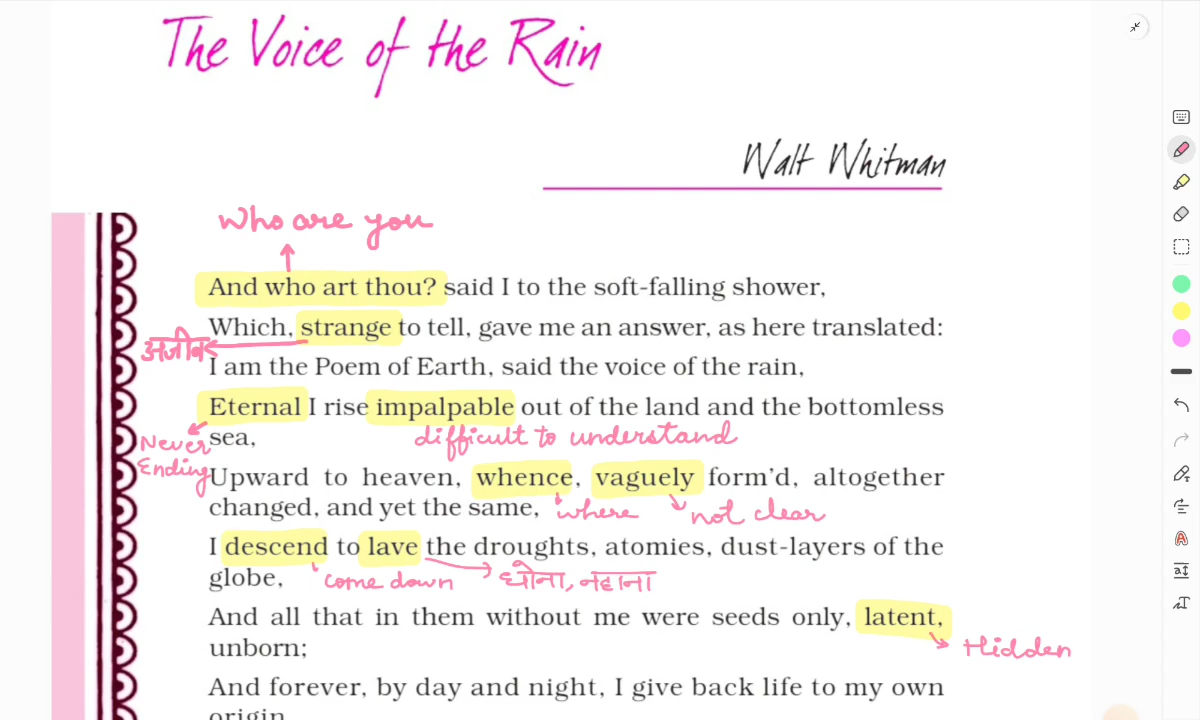 The Voice of the Rain
Walt Whitman
Who are you
And who art thou? said I to the soft-falling shower,
Which, strange to tell, gave me an answer, as here translated:
अजीब
I am the Poem of Earth, said the voice of the rain,
Eternal I rise impalpable out of the land and the bottomless
sea,
Never
Ending
difficult to understand
Upward to heaven, whence, vaguely form'd, altogether
changed, and yet the same,
where
not clear
I descend to lave the droughts, atomies, dust-layers of the
globe,
come down
धोना, नहाना
And all that in them without me were seeds only, latent,
unborn;
Hidden
And forever, by day and night, I give back life to my own
origin